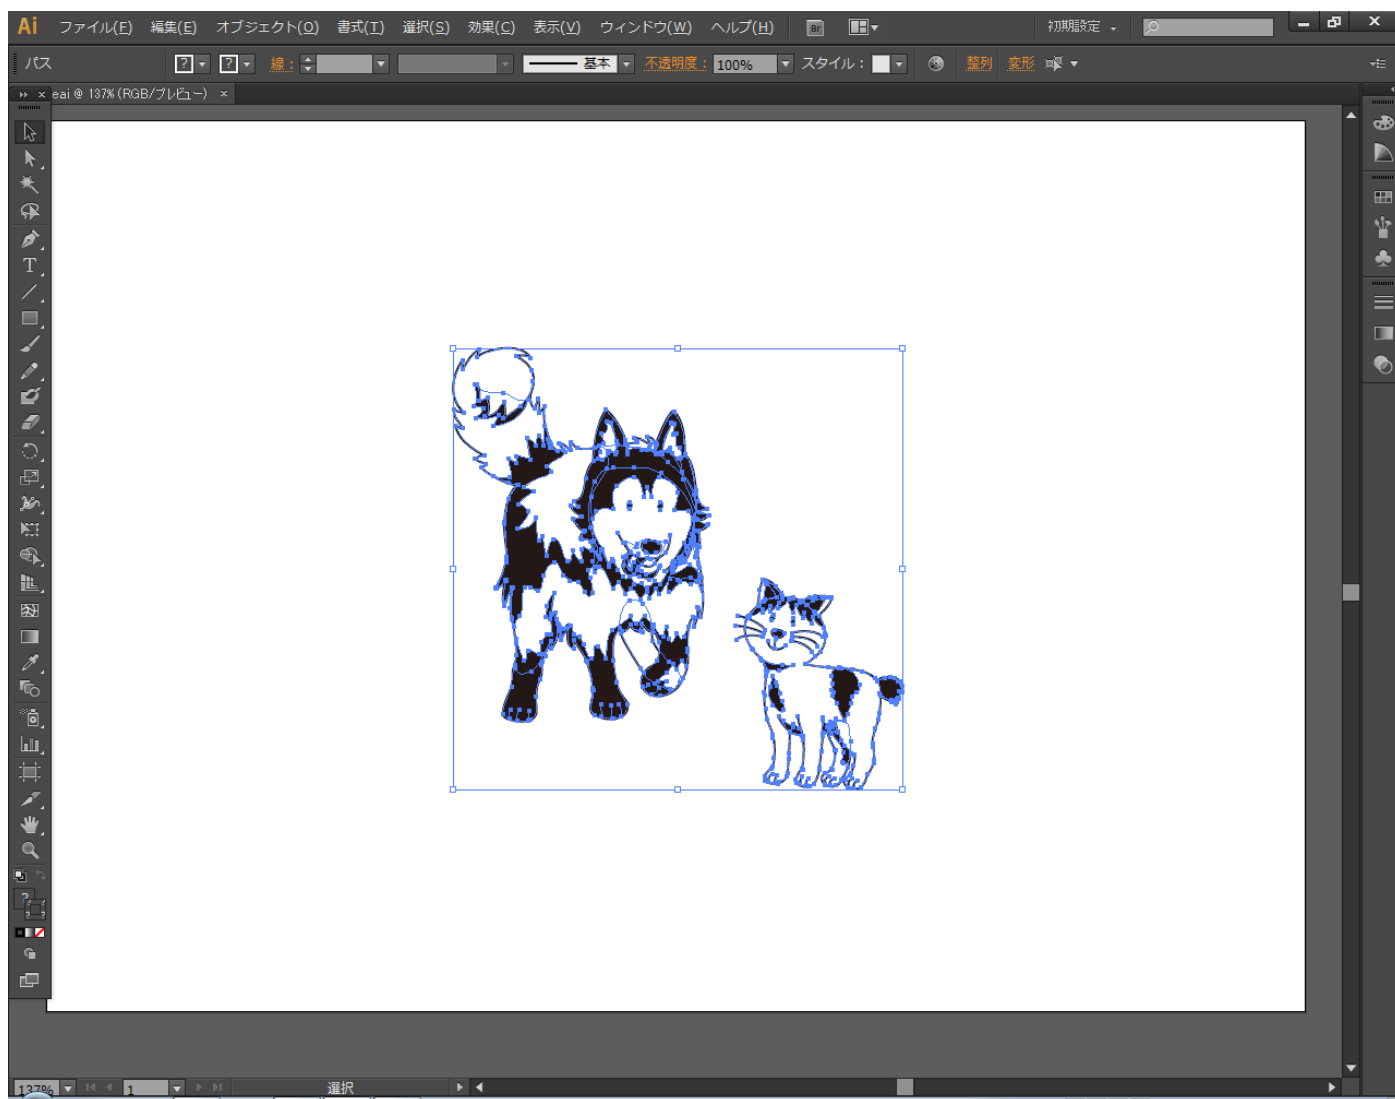 Ai ファイル(F) 編集(E) オブジェクト(O) 書式(T) 選択(S) 効果(C) 表示(V) ウィンドウ(W) ヘルプ(H) Br 初期設定
パス ? ? 線: 基本 不透明度: 100% スタイル: 整列 変形
eai @ 137% (RGB/プレビュー) ×
137% 1 選択